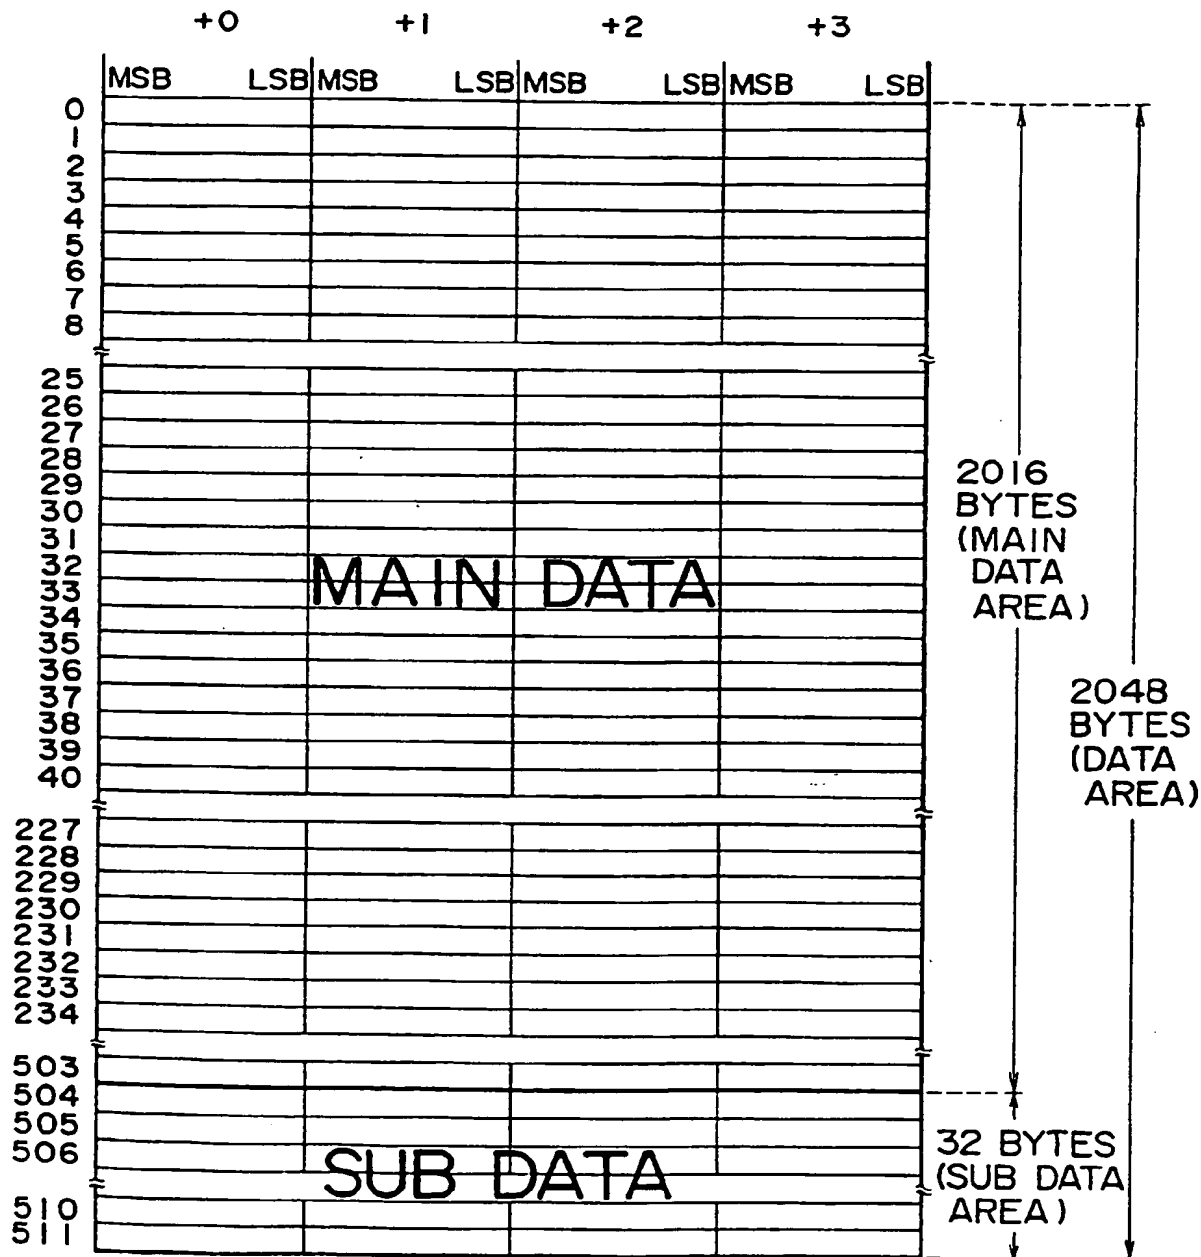 +0 +1 +2 +3
MSB LSB MSB LSB MSB LSB MSB LSB
0
1
2
3
4
5
6
7
8
25
26
27
28
29
30
31
32
33
34
35
36
37
38
39
40
MAIN DATA
2016
BYTES
(MAIN
DATA
AREA)
2048
BYTES
(DATA
AREA)
227
228
229
230
231
232
233
234
503
504
505
506
SUB DATA
510
511
32 BYTES
(SUB DATA
AREA)